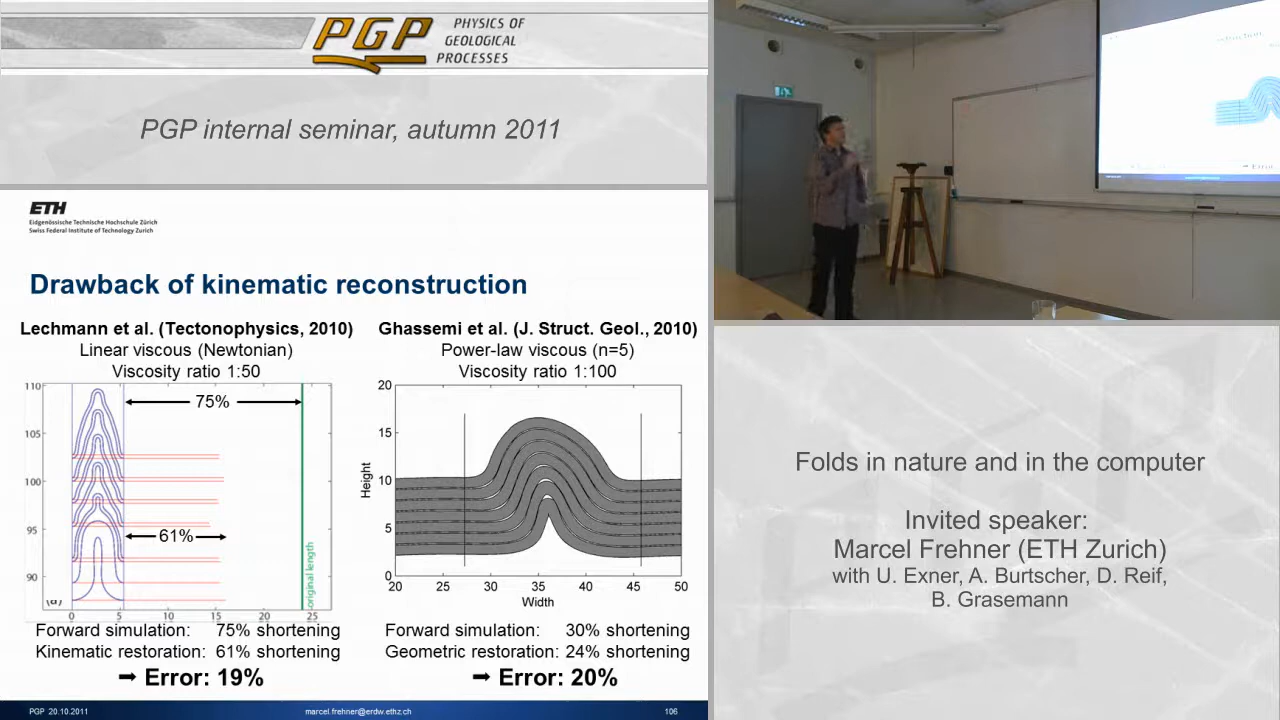 PGP
PHYSICS OF
GEOLOGICAL
PROCESSES
PGP internal seminar, autumn 2011
ETH
Eidgenössische Technische Hochschule Zürich
Swiss Federal Institute of Technology Zurich
Drawback of kinematic reconstruction
Lechmann et al. (Tectonophysics, 2010)
Linear viscous (Newtonian)
Viscosity ratio 1:50
110
105
100
95
90
75%
61%
original length
(a)
0 5 10 15 20 25
Forward simulation: 75% shortening
Kinematic restoration: 61% shortening
➞ Error: 19%
Ghassemi et al. (J. Struct. Geol., 2010)
Power-law viscous (n=5)
Viscosity ratio 1:100
20
15
10
5
0
Height
20 25 30 35 40 45 50
Width
Forward simulation: 30% shortening
Geometric restoration: 24% shortening
➞ Error: 20%
PGP 20.10.2011 marcel.frehner@erdw.ethz.ch 106
Error
Folds in nature and in the computer
Invited speaker:
Marcel Frehner (ETH Zurich)
with U. Exner, A. Burtscher, D. Reif,
B. Grasemann